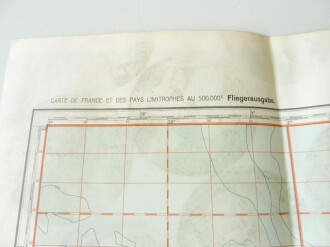 CARTE DE FRANCE ET DES PAYS LIMITROPHES AU 500.000ᵉ Fliegerausgabe.